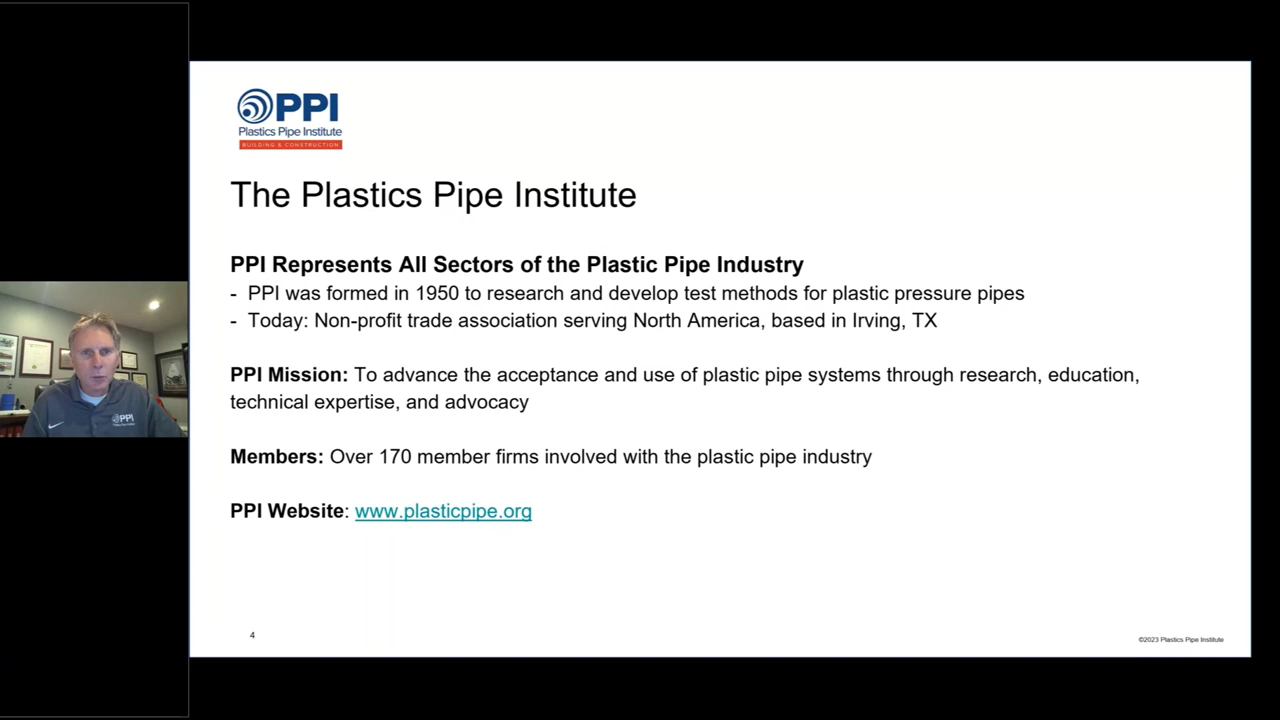 PPI
Plastics Pipe Institute
BUILDING & CONSTRUCTION
The Plastics Pipe Institute
PPI Represents All Sectors of the Plastic Pipe Industry
- PPI was formed in 1950 to research and develop test methods for plastic pressure pipes
- Today: Non-profit trade association serving North America, based in Irving, TX
PPI Mission: To advance the acceptance and use of plastic pipe systems through research, education,
technical expertise, and advocacy
Members: Over 170 member firms involved with the plastic pipe industry
PPI Website: www.plasticpipe.org
4
©2023 Plastics Pipe Institute
PPI